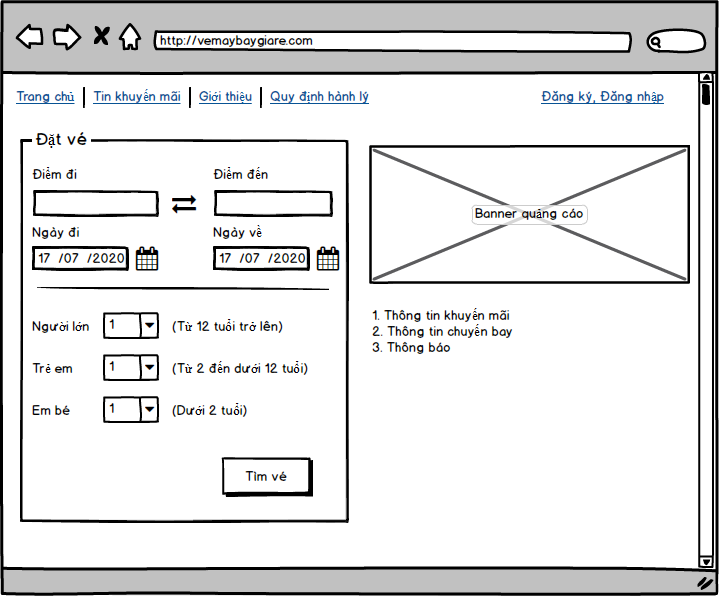 http://vemaybaygiare.com
Trang chủ | Tin khuyến mãi | Giới thiệu | Quy định hành lý
Đăng ký, Đăng nhập
Đặt vé
Điểm đi
Điểm đến
Ngày đi
Ngày về
17 /07 /2020
17 /07 /2020
Người lớn 1 (Từ 12 tuổi trở lên)
Trẻ em 1 (Từ 2 đến dưới 12 tuổi)
Em bé 1 (Dưới 2 tuổi)
Tìm vé
Banner quảng cáo
1. Thông tin khuyến mãi
2. Thông tin chuyến bay
3. Thông báo